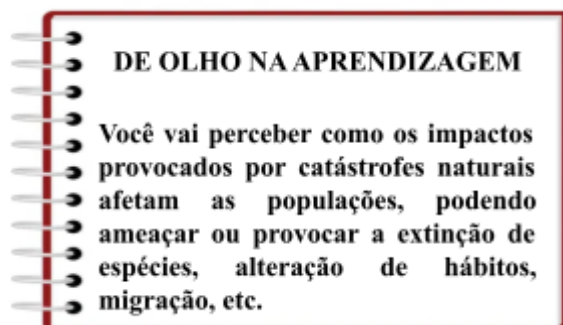 DE OLHO NA APRENDIZAGEM
Você vai perceber como os impactos
provocados por catástrofes naturais
afetam as populações, podendo
ameaçar ou provocar a extinção de
espécies, alteração de hábitos,
migração, etc.